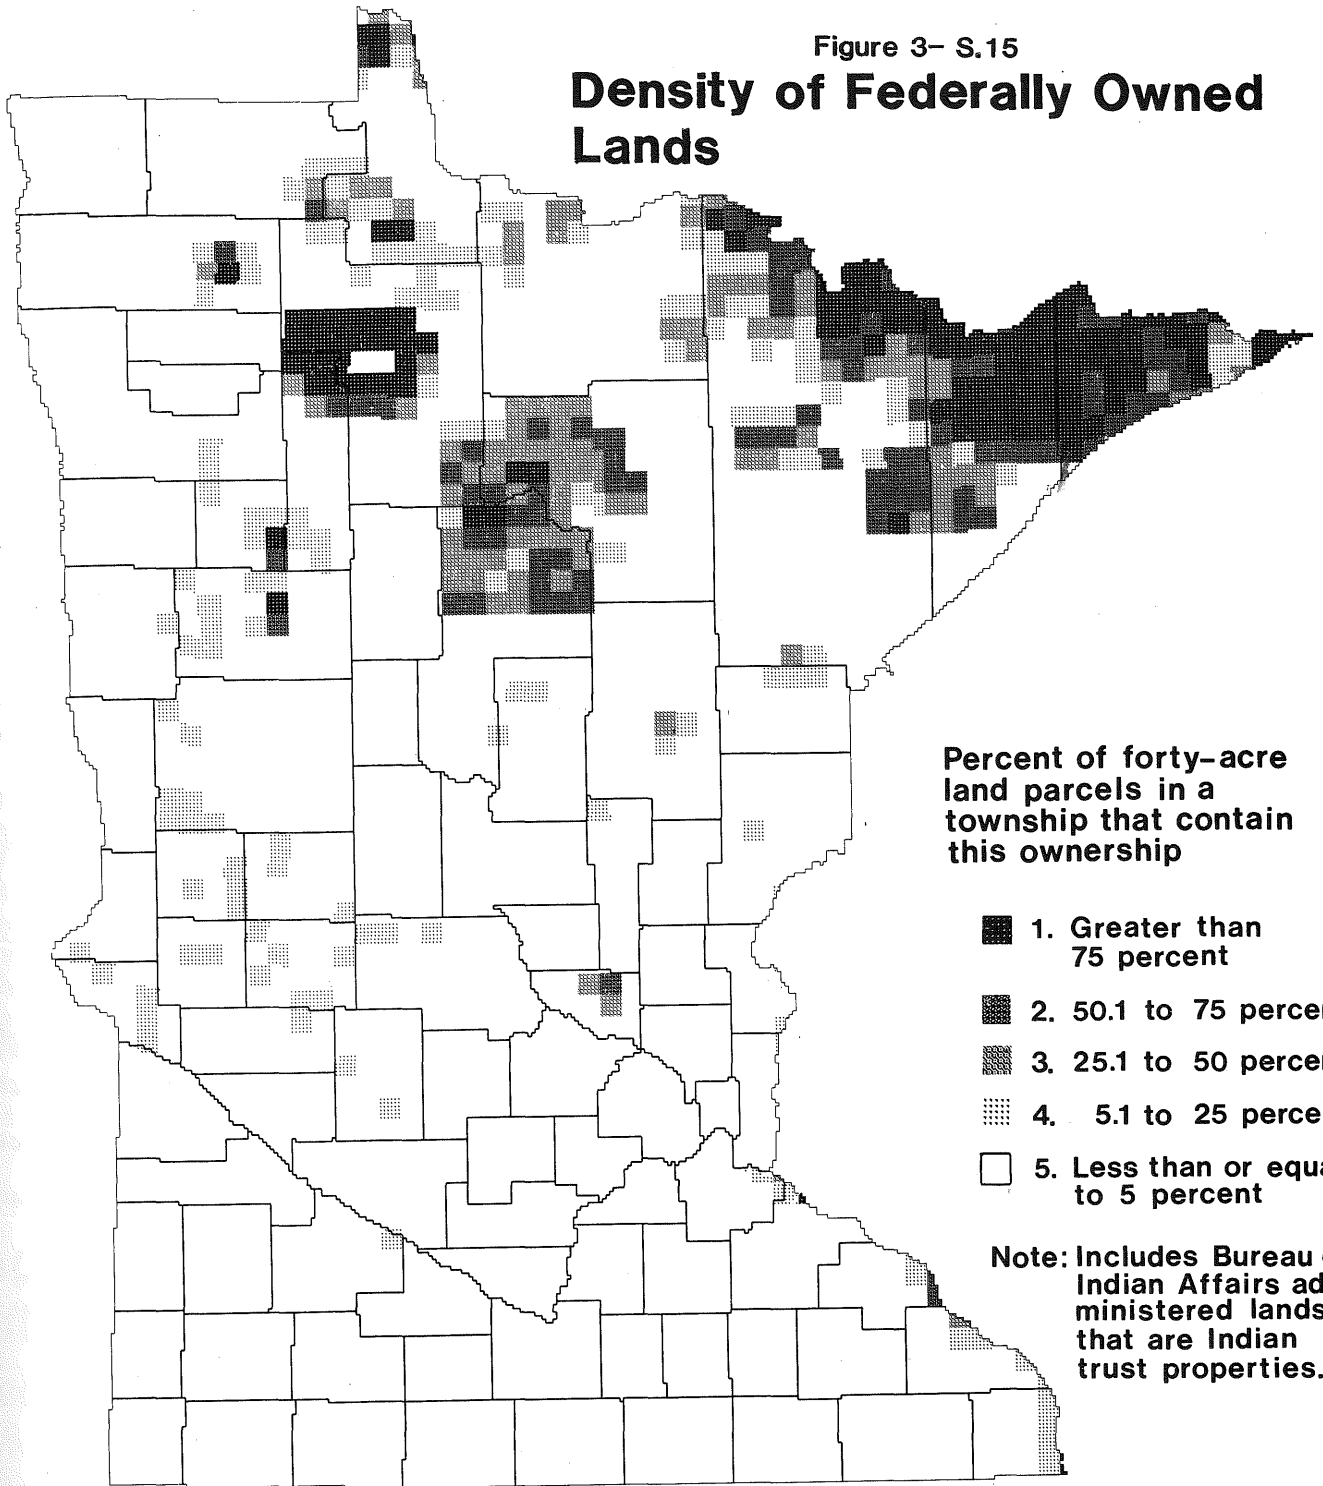 Figure 3- S.15
Density of Federally Owned
Lands
Percent of forty-acre
land parcels in a
township that contain
this ownership
1. Greater than
75 percent
2. 50.1 to 75
3. 25.1 to 50
4. 5.1 to 25
5. Less than or
to 5 percent
Note: Includes Bureau
Indian Affairs
ministered lands
that are Indian
trust properties.